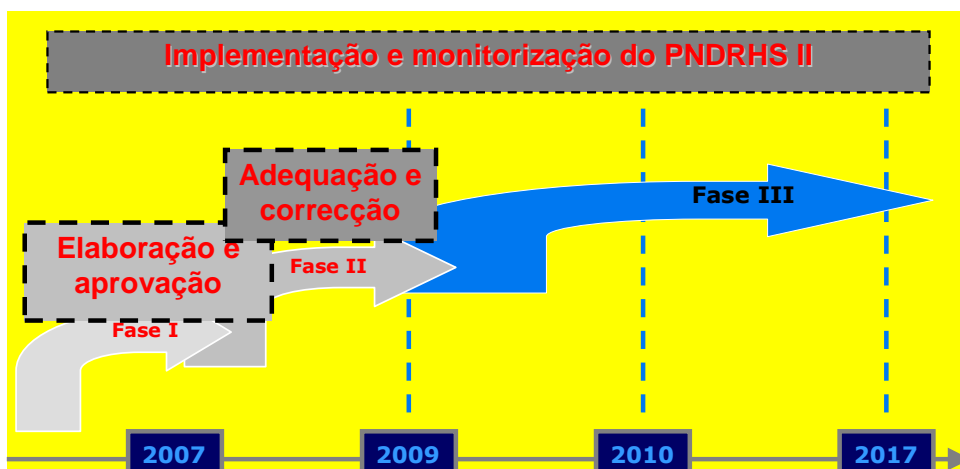 Implementação e monitorização do PNDRHS II
Adequação e
correcção
Fase III
Elaboração e
aprovação
Fase II
Fase I
2007
2009
2010
2017